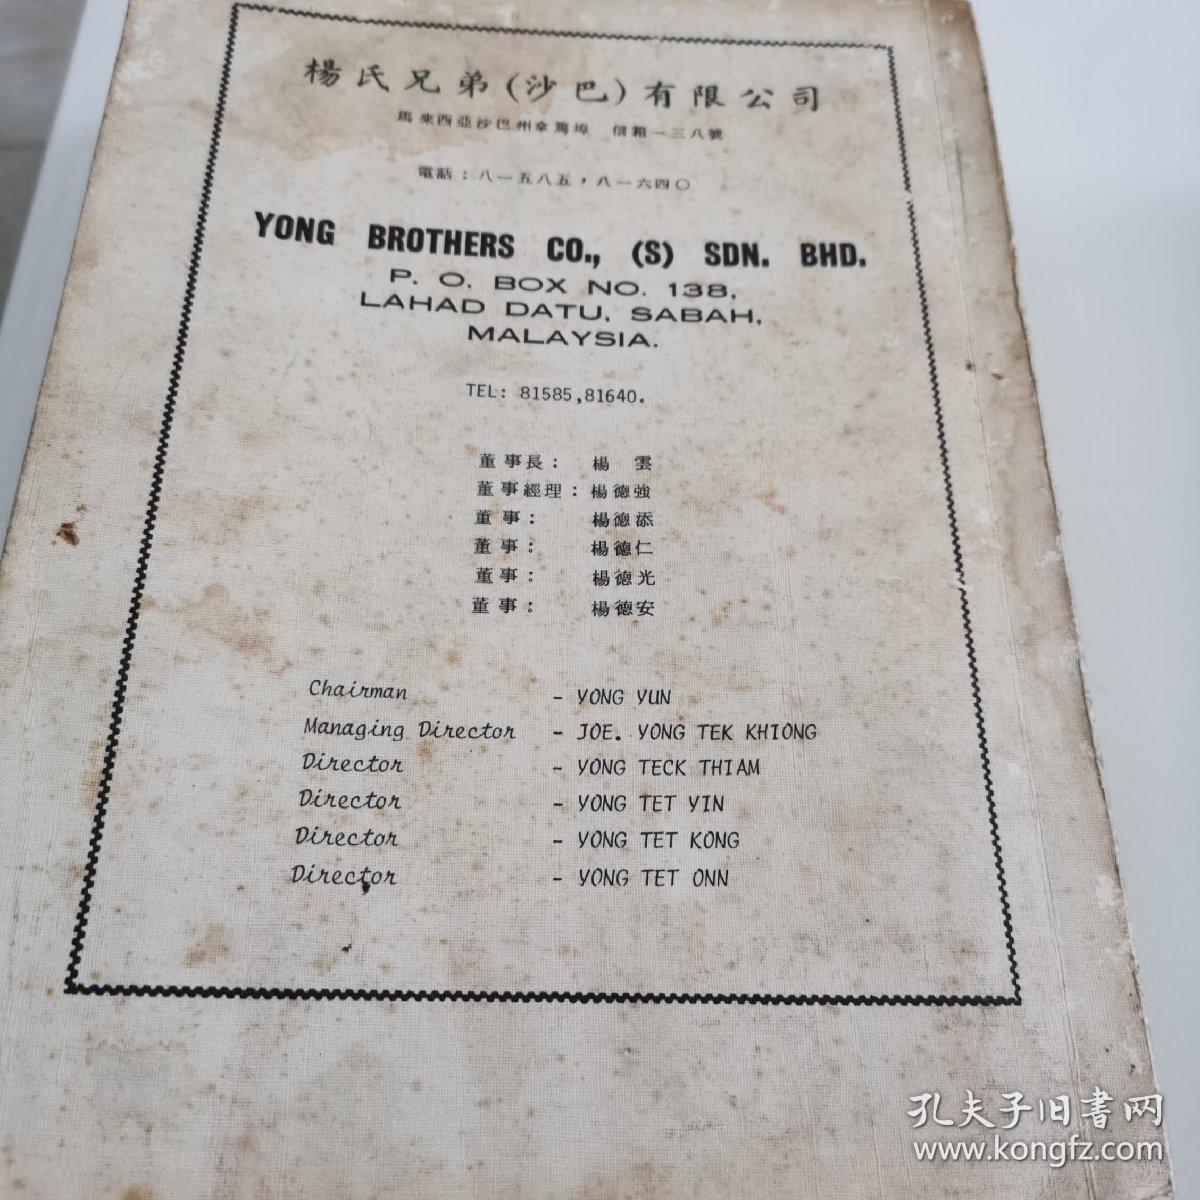 楊氏兄弟(沙巴)有限公司
馬來西亞沙巴州拿篤埠 信箱一三八號
電話：八一五八五，八一六四〇
YONG BROTHERS CO., (S) SDN. BHD.
P. O. BOX NO. 138,
LAHAD DATU, SABAH,
MALAYSIA.
TEL: 81585,81640.
董事長： 楊 雲
董事經理：楊德強
董事： 楊德添
董事： 楊德仁
董事： 楊德光
董事： 楊德安
Chairman - YONG YUN
Managing Director - JOE. YONG TEK KHIONG
Director - YONG TECK THIAM
Director - YONG TET YIN
Director - YONG TET KONG
Director - YONG TET ONN
孔夫子旧书网
www.kongfz.com